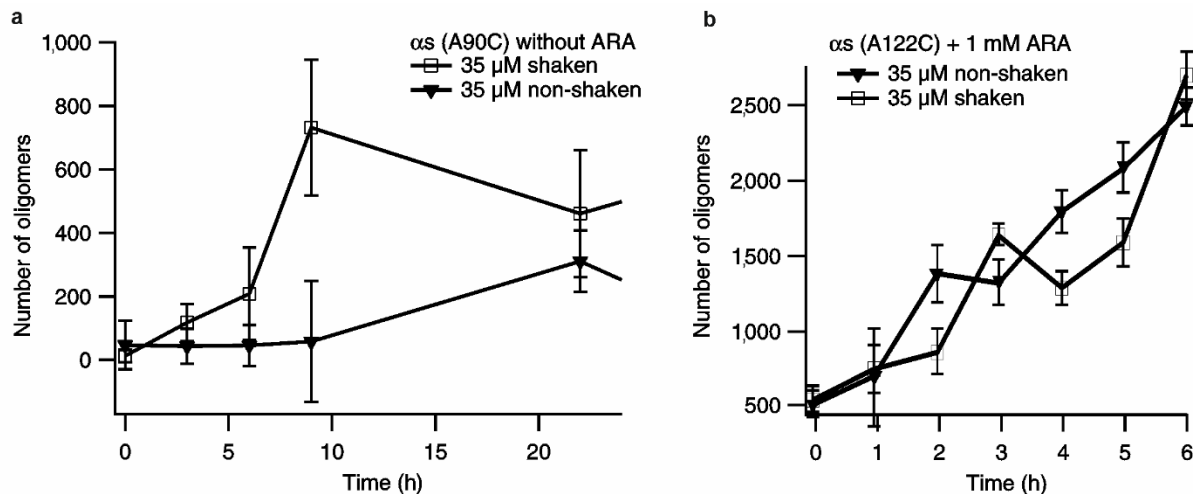 a
αs (A90C) without ARA
35 µM shaken
35 µM non-shaken
1,000
800
600
400
200
0
Number of oligomers
0
5
10
15
20
Time (h)
b
αs (A122C) + 1 mM ARA
35 µM non-shaken
35 µM shaken
2,500
2,000
1,500
1,000
500
Number of oligomers
0
1
2
3
4
5
6
Time (h)